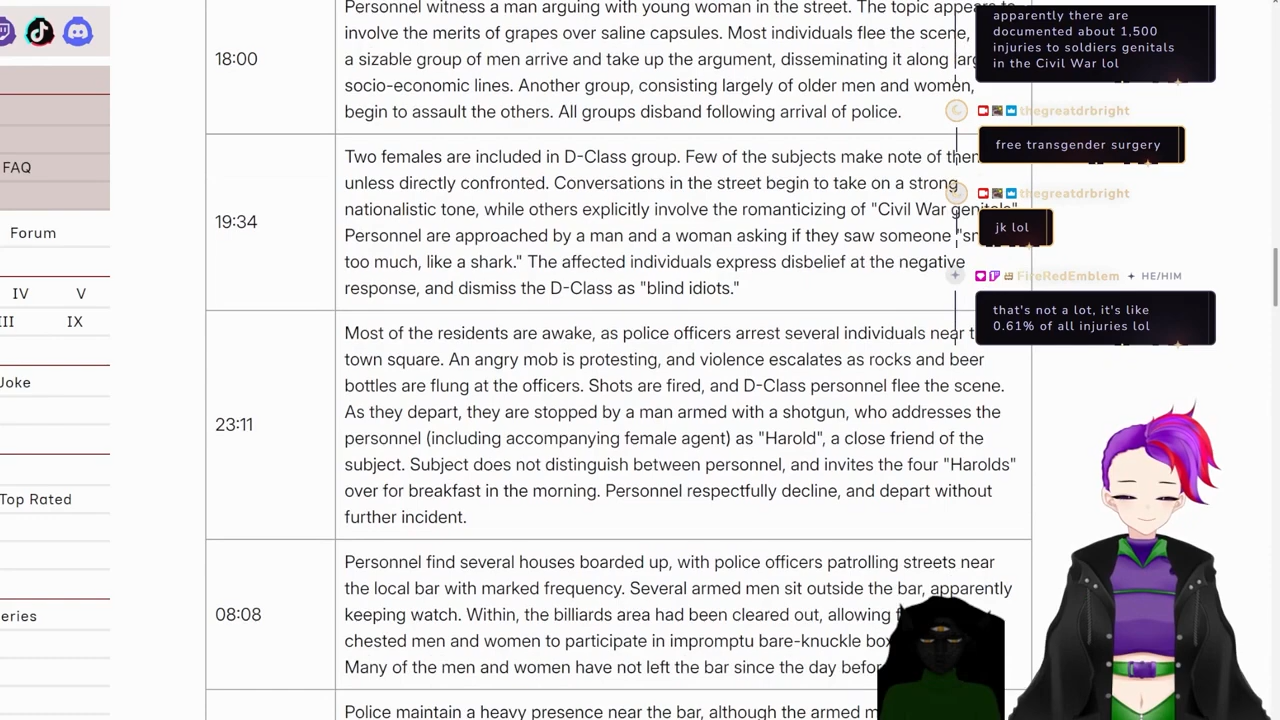 Personnel witness a man arguing with young woman in the street. The topic appears to
18:00
involve the merits of grapes over saline capsules. Most individuals flee the scene,
a sizable group of men arrive and take up the argument, disseminating it along
socio-economic lines. Another group, consisting largely of older men and women,
begin to assault the others. All groups disband following arrival of police.
Two females are included in D-Class group. Few of the subjects make note of
19:34
unless directly confronted. Conversations in the street begin to take on a strong
nationalistic tone, while others explicitly involve the romanticizing of "Civil War genitals".
Personnel are approached by a man and a woman asking if they saw someone
too much, like a shark." The affected individuals express disbelief at the negative
and dismiss the D-Class as "blind idiots."
Most of the residents are awake, as police officers arrest several individuals near
23:11
town square. An angry mob is protesting, and violence escalates as rocks and beer
bottles are flung at the officers. Shots are fired, and D-Class personnel flee the scene.
As they depart, they are stopped by a man armed with a shotgun, who addresses the
personnel (including accompanying female agent) as "Harold", a close friend of the
subject. Subject does not distinguish between personnel, and invites the four "Harolds"
over for breakfast in the morning. Personnel respectfully decline, and depart without
further incident.
Personnel find several houses boarded up, with police officers patrolling streets near
08:08
the local bar with marked frequency. Several armed men sit outside the bar, apparently
keeping watch. Within, the billiards area had been cleared out, allowing
chested men and women to participate in impromptu bare-knuckle
Many of the and women have not left the bar since the day
Police maintain a heavy presence near the bar, although the armed
FAQ
Forum
IV V
IX
Joke
Top Rated
apparently there are
documented about 1,500
injuries to soldiers genitals
in the Civil War lol
thegreatdrbright
free transgender surgery
thegreatdrbright
jk lol
FireRedEmblem HE/HIM
that's not a lot, it's like
0.61% of all injuries lol